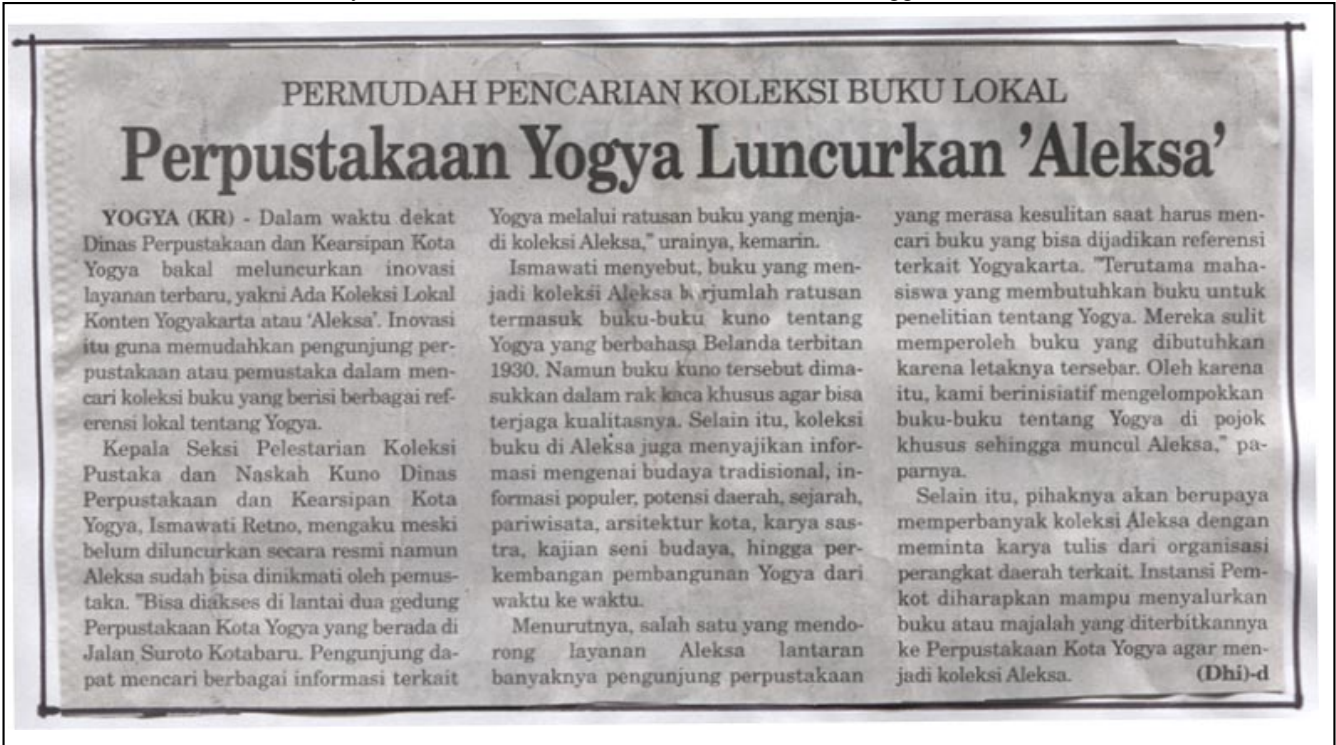 PERMUDAH PENCARIAN KOLEKSI BUKU LOKAL
Perpustakaan Yogya Luncurkan 'Aleksa'
YOGYA (KR) - Dalam waktu dekat
Dinas Perpustakaan dan Kearsipan Kota
Yogya bakal meluncurkan inovasi
layanan terbaru, yakni Ada Koleksi Lokal
Konten Yogyakarta atau 'Aleksa'. Inovasi
itu guna memudahkan pengunjung per-
pustakaan atau pemustaka dalam men-
cari koleksi buku yang berisi berbagai ref-
erensi lokal tentang Yogya.
Kepala Seksi Pelestarian Koleksi
Pustaka dan Naskah Kuno Dinas
Perpustakaan dan Kearsipan Kota
Yogya, Ismawati Retno, mengaku meski
belum diluncurkan secara resmi namun
Aleksa sudah bisa dinikmati oleh pemus-
taka. "Bisa diakses di lantai dua gedung
Perpustakaan Kota Yogya yang berada di
Jalan Suroto Kotabaru. Pengunjung da-
pat mencari berbagai informasi terkait
Yogya melalui ratusan buku yang menja-
di koleksi Aleksa," urainya, kemarin.
Ismawati menyebut, buku yang men-
jadi koleksi Aleksa berjumlah ratusan
termasuk buku-buku kuno tentang
Yogya yang berbahasa Belanda terbitan
1930. Namun buku kuno tersebut dima-
sukkan dalam rak kaca khusus agar bisa
terjaga kualitasnya. Selain itu, koleksi
buku di Aleksa juga menyajikan infor-
masi mengenai budaya tradisional, in-
formasi populer, potensi daerah, sejarah,
pariwisata, arsitektur kota, karya sas-
tra, kajian seni budaya, hingga per-
kembangan pembangunan Yogya dari
waktu ke waktu.
Menurutnya, salah satu yang mendo-
rong layanan Aleksa lantaran
banyaknya pengunjung perpustakaan
yang merasa kesulitan saat harus men-
cari buku yang bisa dijadikan referensi
terkait Yogyakarta. "Terutama maha-
siswa yang membutuhkan buku untuk
penelitian tentang Yogya. Mereka sulit
memperoleh buku yang dibutuhkan
karena letaknya tersebar. Oleh karena
itu, kami berinisiatif mengelompokkan
buku-buku tentang Yogya di pojok
khusus sehingga muncul Aleksa," pa-
parnya.
Selain itu, pihaknya akan berupaya
memperbanyak koleksi Aleksa dengan
meminta karya tulis dari organisasi
perangkat daerah terkait. Instansi Pem-
kot diharapkan mampu menyalurkan
buku atau majalah yang diterbitkannya
ke Perpustakaan Kota Yogya agar men-
jadi koleksi Aleksa. (Dhi)-d